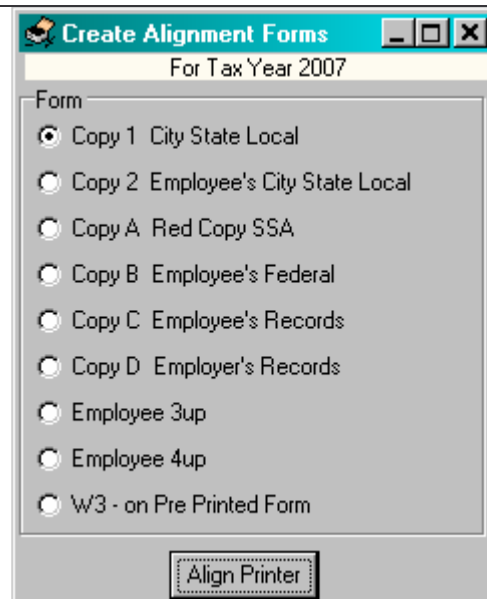 Create Alignment Forms
For Tax Year 2007
Form
Copy 1 City State Local
Copy 2 Employee's City State Local
Copy A Red Copy SSA
Copy B Employee's Federal
Copy C Employee's Records
Copy D Employer's Records
Employee 3up
Employee 4up
W3 - on Pre Printed Form
Align Printer